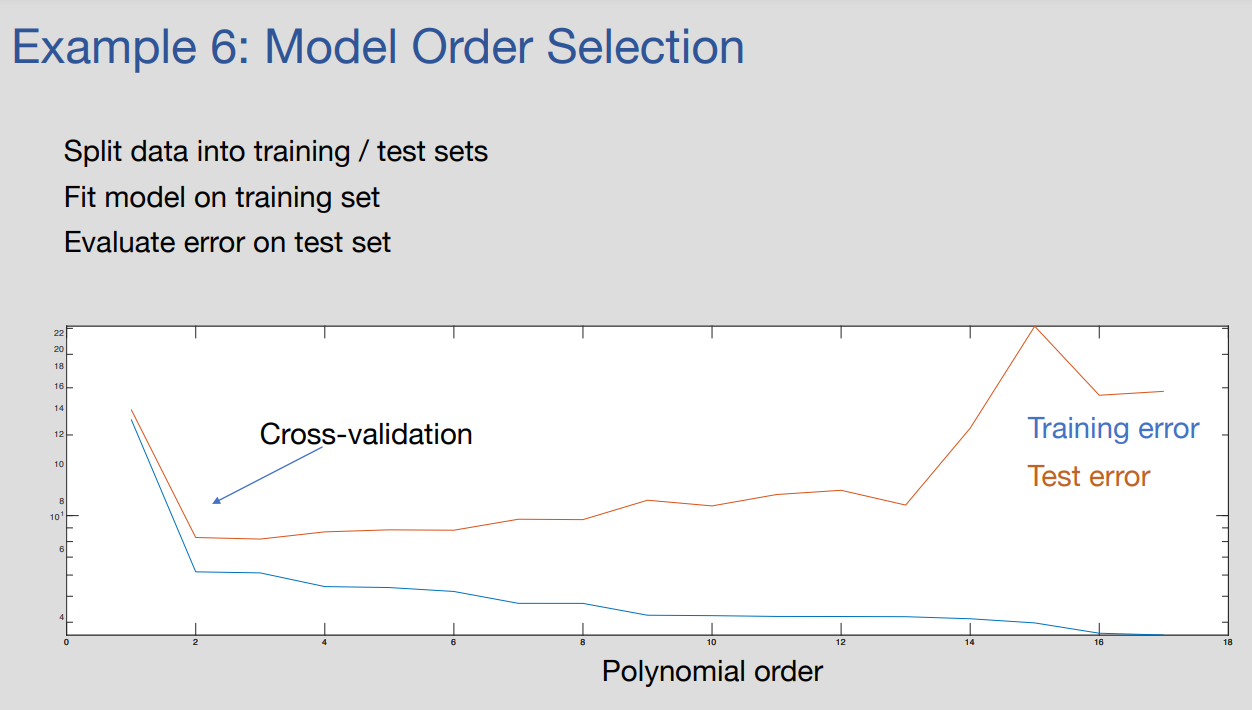 Example 6: Model Order Selection
Split data into training / test sets
Fit model on training set
Evaluate error on test set
22
20
18
16
14
12
10
8
10¹
6
4
Cross-validation
Training error
Test error
0 2 4 6 8 10 12 14 16 18
Polynomial order